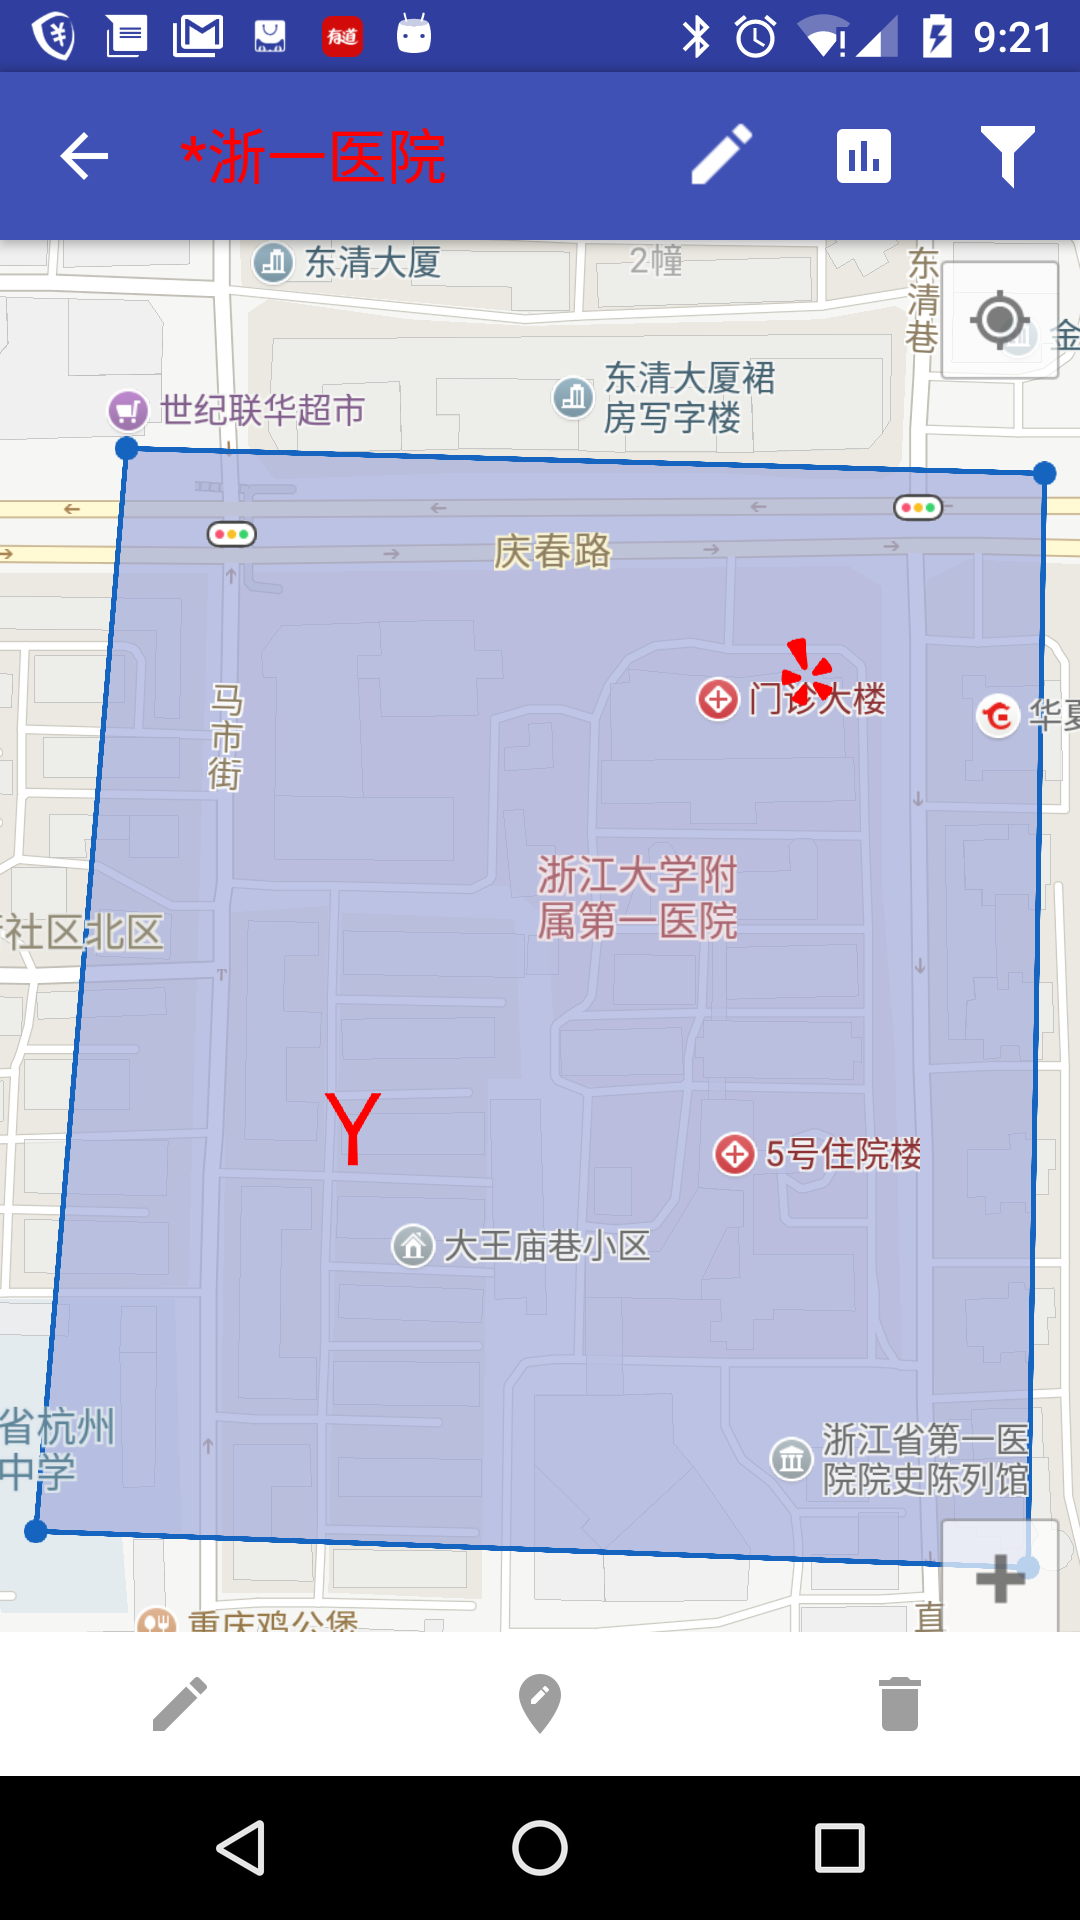 有道
9:21
*浙一医院
东清大厦
2幢
东清巷
金
东清大厦裙
房写字楼
世纪联华超市
庆春路
门诊大楼
马市街
华夏
浙江大学附
属第一医院
社区北区
T
Y
5号住院楼
大王庙巷小区
省杭州
中学
浙江省第一医
院院史陈列馆
直
重庆鸡公煲